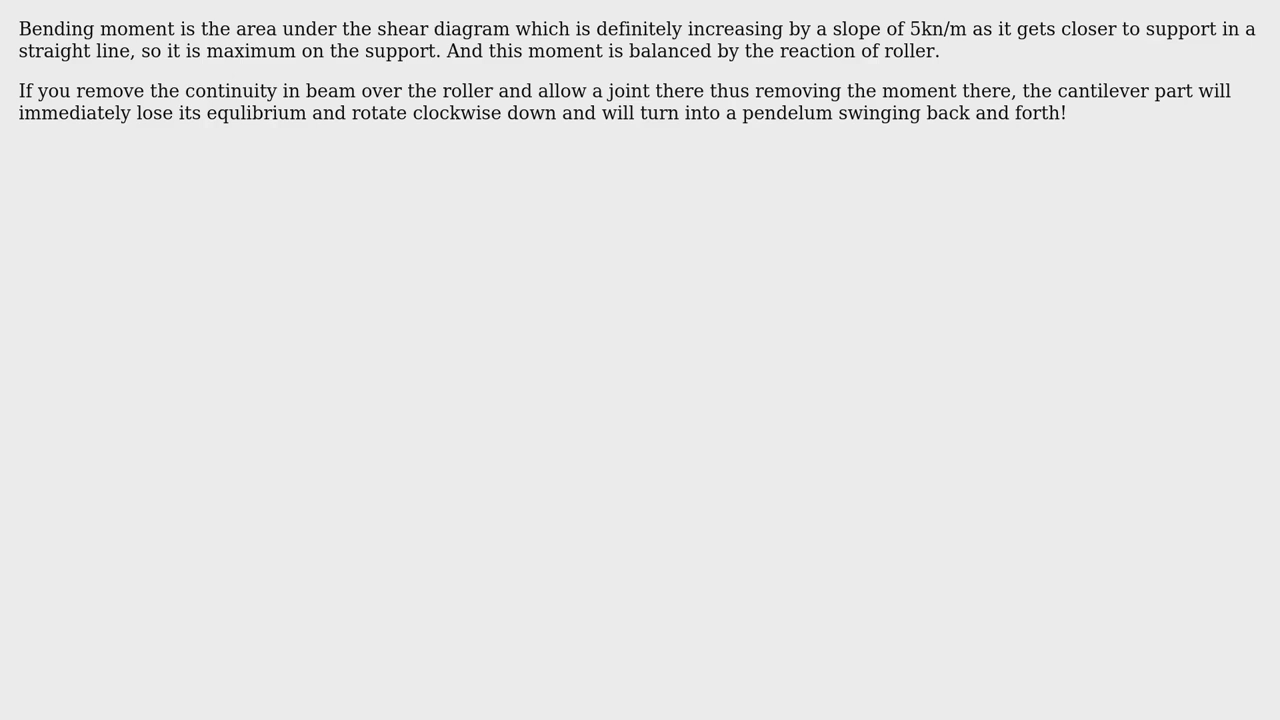 Bending moment is the area under the shear diagram which is definitely increasing by a slope of 5kn/m as it gets closer to support in a
straight line, so it is maximum on the support. And this moment is balanced by the reaction of roller.
If you remove the continuity in beam over the roller and allow a joint there thus removing the moment there, the cantilever part will
immediately lose its equlibrium and rotate clockwise down and will turn into a pendelum swinging back and forth!